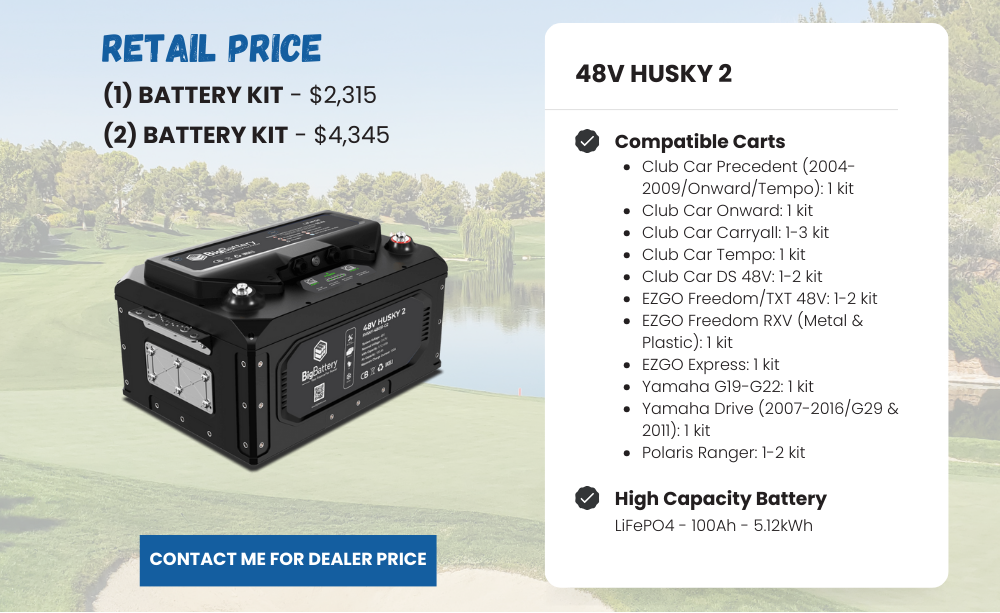 RETAIL PRICE
(1) BATTERY KIT - $2,315
(2) BATTERY KIT - $4,345
BigBattery
48V HUSKY 2
BigBattery
CONTACT ME FOR DEALER PRICE
48V HUSKY 2
Compatible Carts
• Club Car Precedent (2004-
2009/Onward/Tempo): 1 kit
• Club Car Onward: 1 kit
• Club Car Carryall: 1-3 kit
• Club Car Tempo: 1 kit
• Club Car DS 48V: 1-2 kit
• EZGO Freedom/TXT 48V: 1-2 kit
• EZGO Freedom RXV (Metal &
Plastic): 1 kit
• EZGO Express: 1 kit
• Yamaha G19-G22: 1 kit
• Yamaha Drive (2007-2016/G29 &
2011): 1 kit
• Polaris Ranger: 1-2 kit
High Capacity Battery
LiFePO4 - 100Ah - 5.12kWh